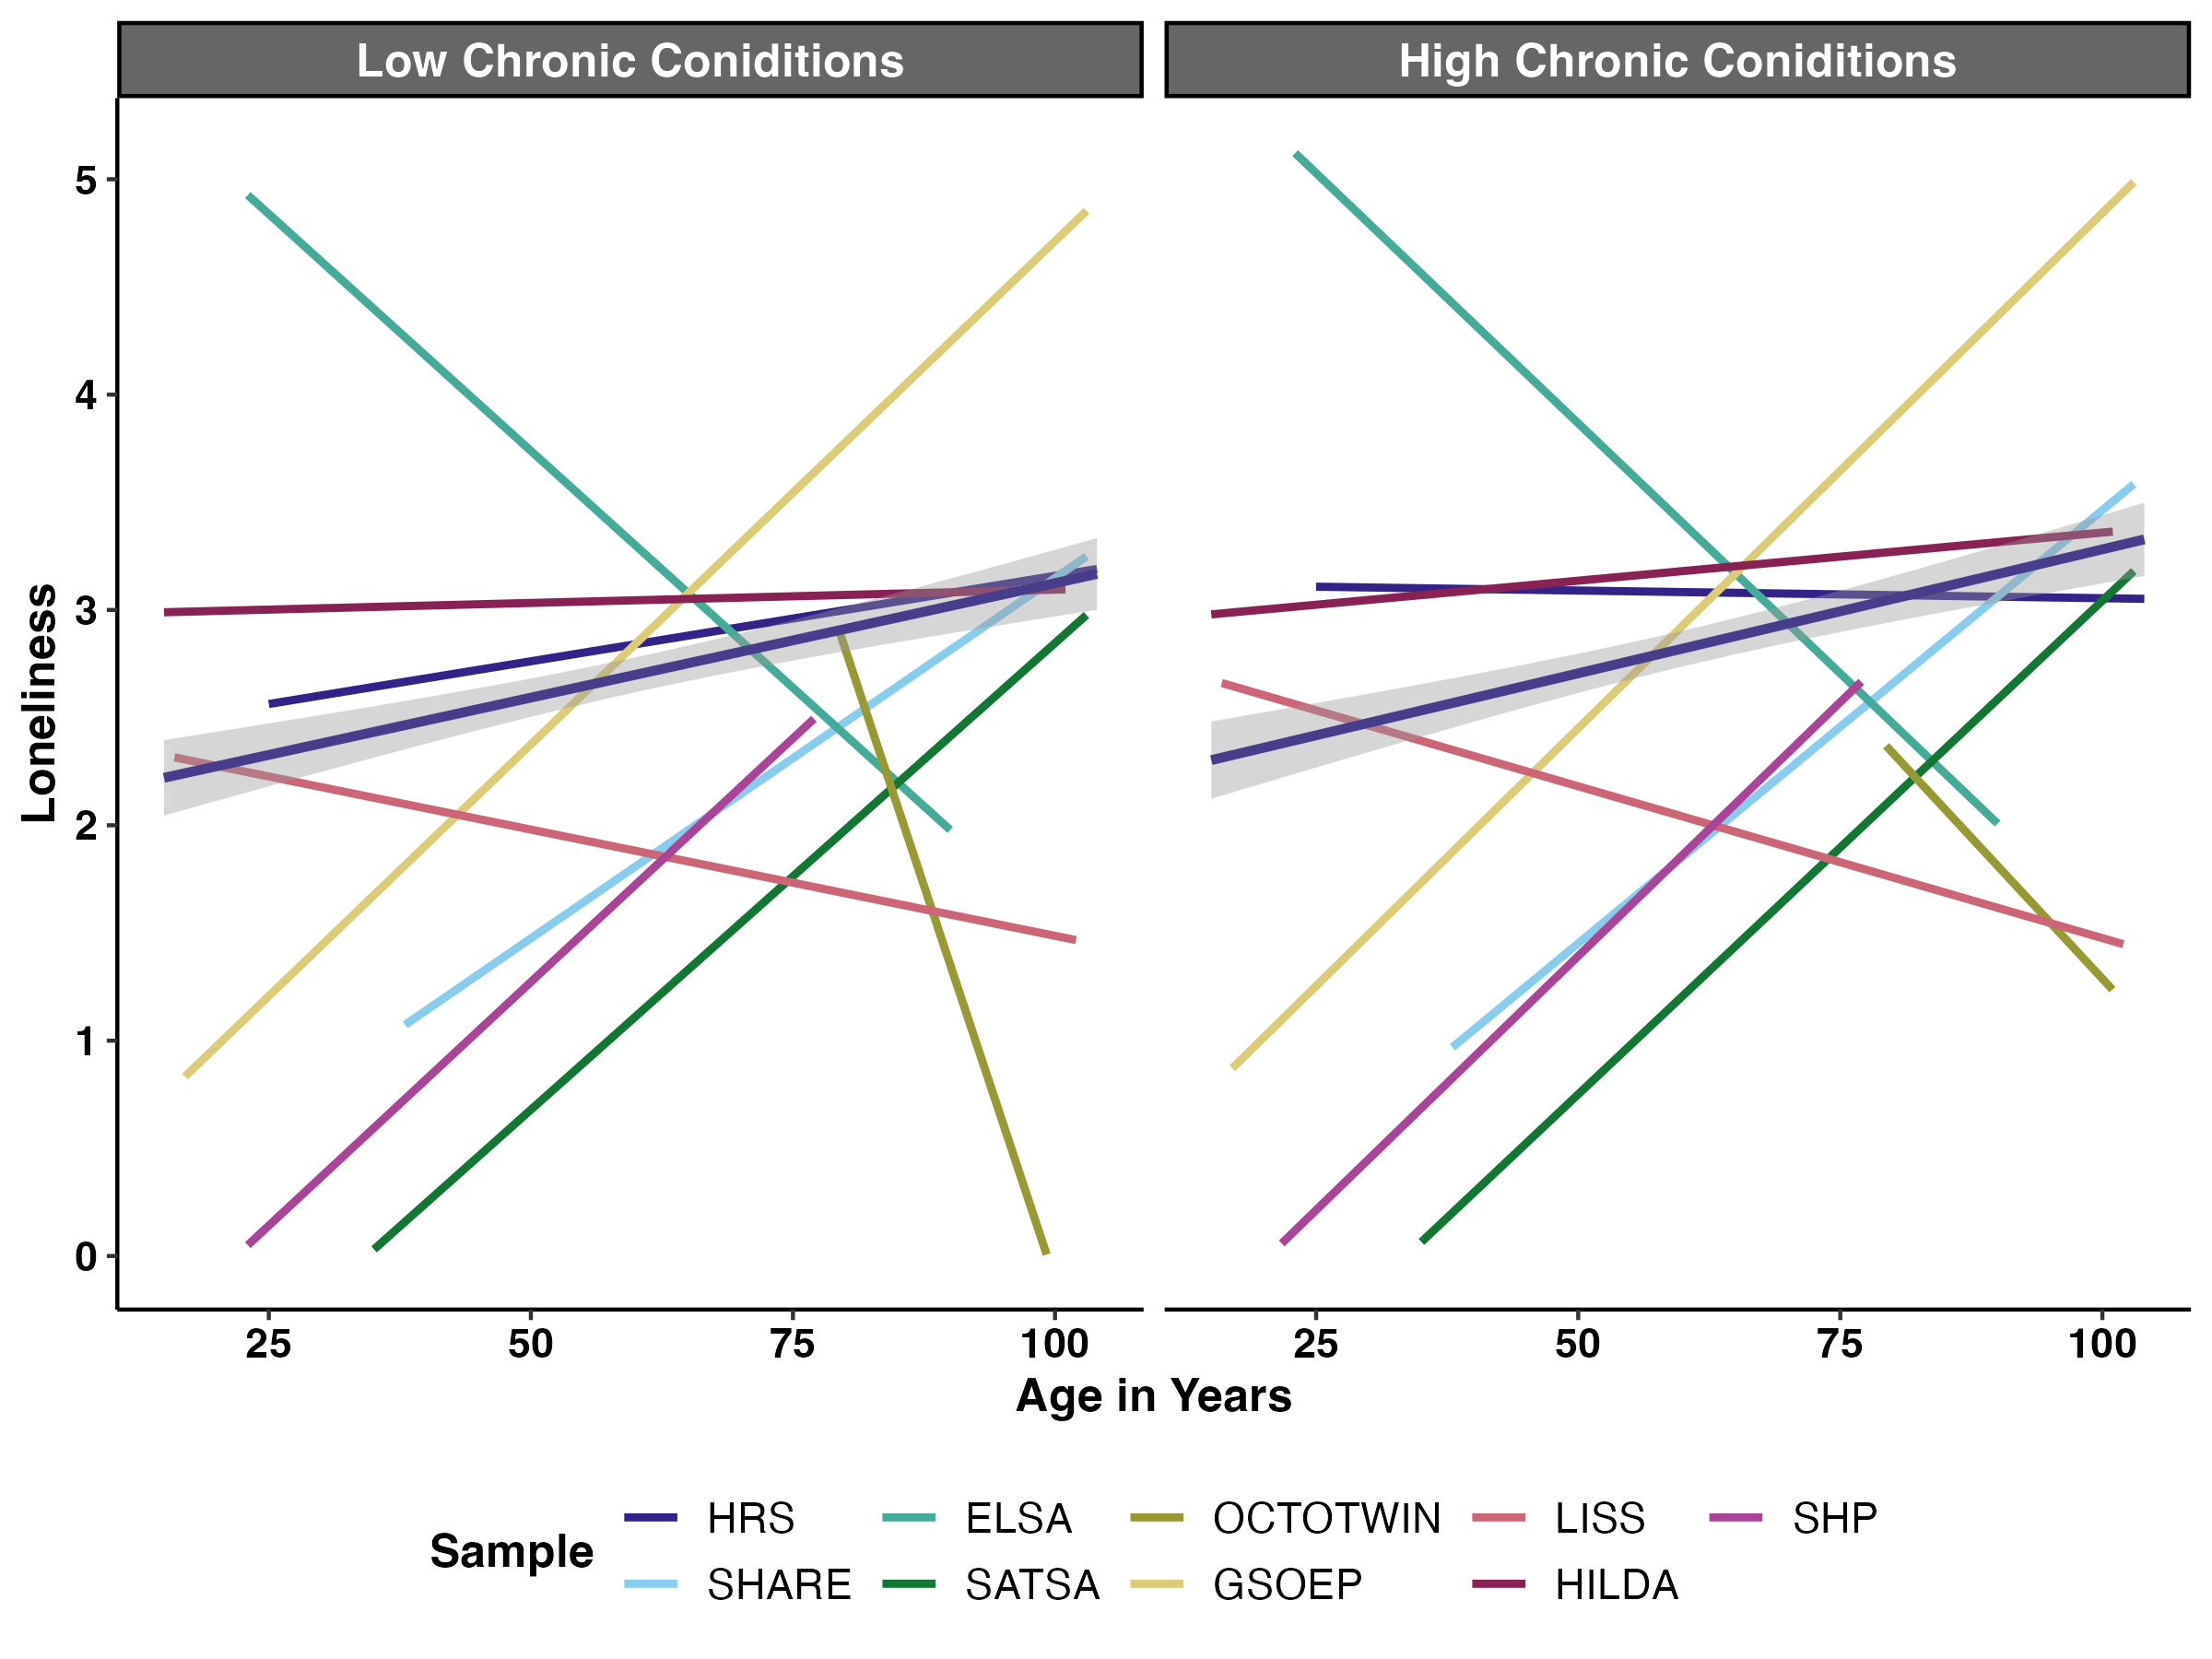 Low Chronic Coniditions
High Chronic Coniditions
5
4
3
2
1
0
Loneliness
25
50
75
100
25
50
75
100
Age in Years
Sample
HRS
ELSA
OCTOTWIN
LISS
SHP
SHARE
SATSA
GSOEP
HILDA